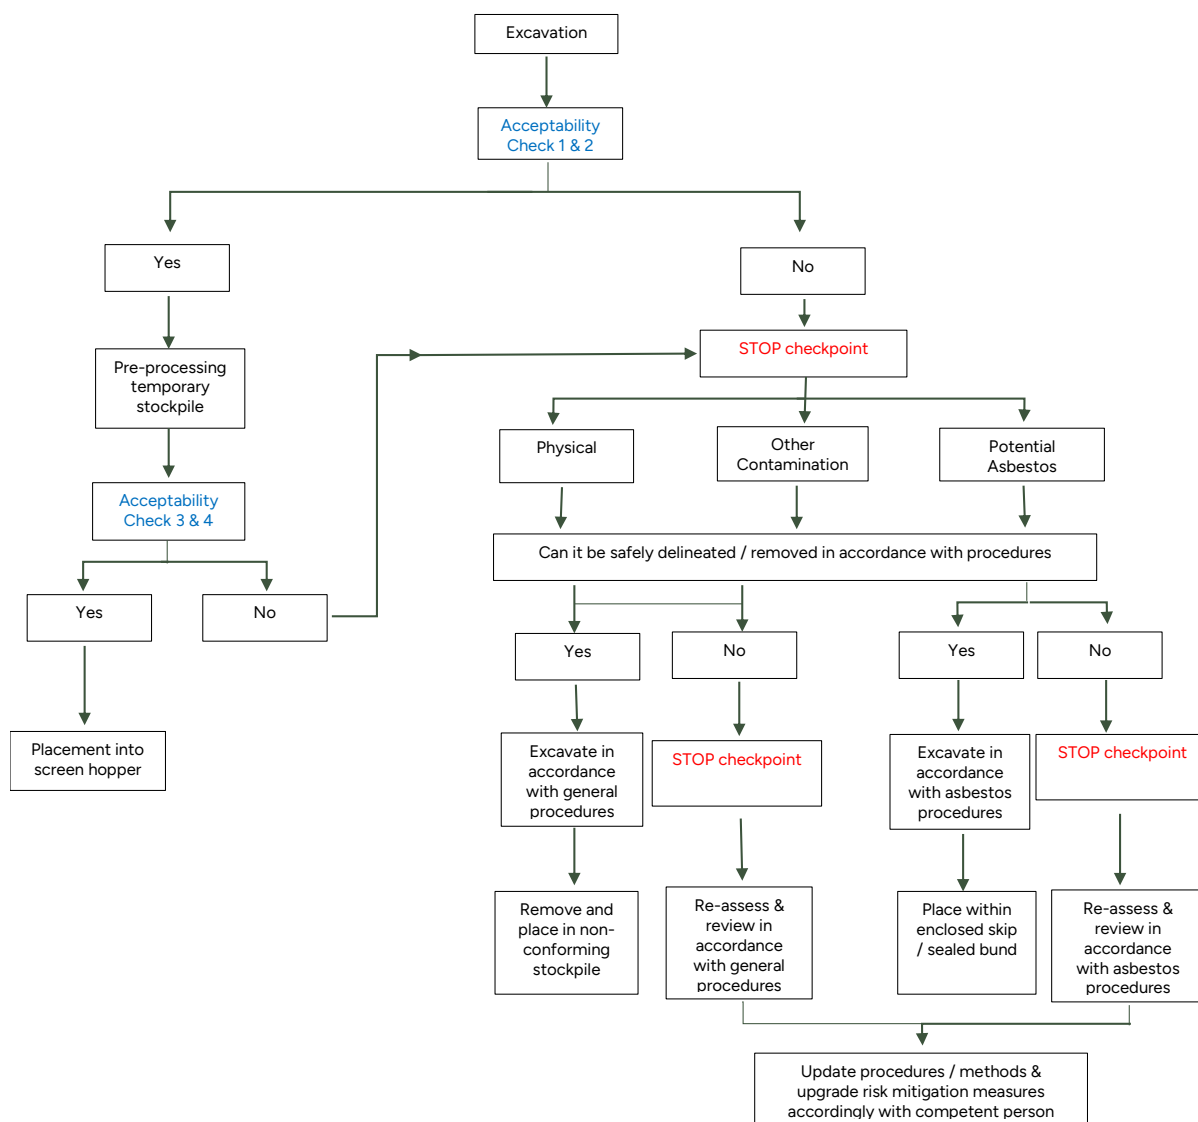 Excavation
Acceptability
Check 1 & 2
Yes
No
Pre-processing
temporary
stockpile
STOP checkpoint
Physical
Other
Contamination
Potential
Asbestos
Acceptability
Check 3 & 4
Can it be safely delineated / removed in accordance with procedures
Yes
No
Yes
No
Yes
No
Placement into
screen hopper
Excavate in
accordance
with general
procedures
STOP checkpoint
Excavate in
accordance
with asbestos
procedures
STOP checkpoint
Remove and
place in non-
conforming
stockpile
Re-assess &
review in
accordance
with general
procedures
Place within
enclosed skip
/ sealed bund
Re-assess &
review in
accordance
with asbestos
procedures
Update procedures / methods &
upgrade risk mitigation measures
accordingly with competent person